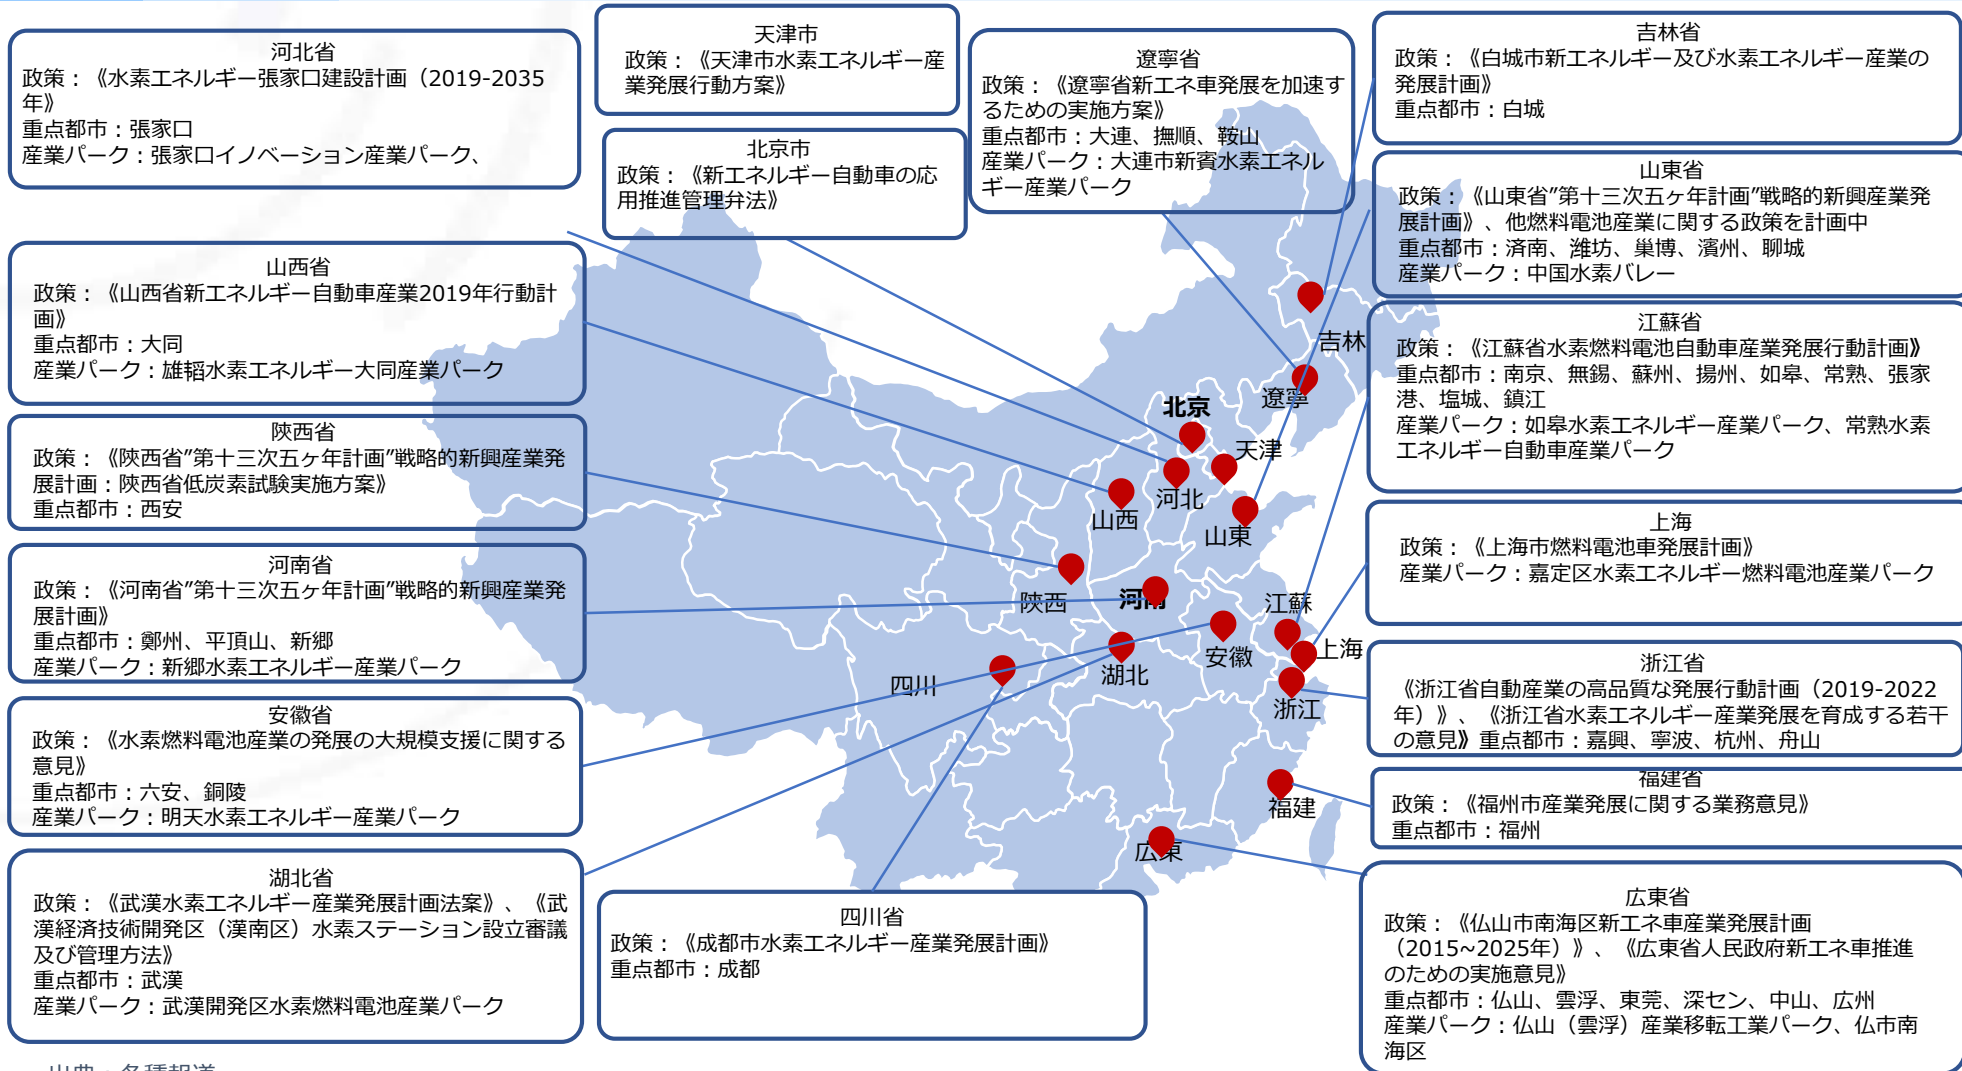 河北省
政策：《水素エネルギー張家口建設計画（2019-2035
年》
重点都市：張家口
産業パーク：張家口イノベーション産業パーク、
天津市
政策：《天津市水素エネルギー産
業発展行動方案》
北京市
政策：《新エネルギー自動車の応
用推進管理弁法》
遼寧省
政策：《遼寧省新エネ車発展を加速す
るための実施方案》
重点都市：大連、撫順、鞍山
産業パーク：大連市新賓水素エネル
ギー産業パーク
吉林省
政策：《白城市新エネルギー及び水素エネルギー産業の
発展計画》
重点都市：白城
山東省
政策：《山東省”第十三次五ヶ年計画”戦略的新興産業発
展計画》、他燃料電池産業に関する政策を計画中
重点都市：済南、濰坊、巣博、濱州、聊城
産業パーク：中国水素バレー
山西省
政策：《山西省新エネルギー自動車産業2019年行動計
画》
重点都市：大同
産業パーク：雄韜水素エネルギー大同産業パーク
江蘇省
政策：《江蘇省水素燃料電池自動車産業発展行動計画》
重点都市：南京、無錫、蘇州、揚州、如皋、常熟、張家
港、塩城、鎮江
産業パーク：如皋水素エネルギー産業パーク、常熟水素
エネルギー自動車産業パーク
陝西省
政策：《陝西省”第十三次五ヶ年計画”戦略的新興産業発
展計画：陝西省低炭素試験実施方案》
重点都市：西安
上海
政策：《上海市燃料電池車発展計画》
産業パーク：嘉定区水素エネルギー燃料電池産業パーク
河南省
政策：《河南省”第十三次五ヶ年計画”戦略的新興産業発
展計画》
重点都市：鄭州、平頂山、新郷
産業パーク：新郷水素エネルギー産業パーク
浙江省
《浙江省自動産業の高品質な発展行動計画（2019-2022
年）》、《浙江省水素エネルギー産業発展を育成する若干
の意見》重点都市：嘉興、寧波、杭州、舟山
安徽省
政策：《水素燃料電池産業の発展の大規模支援に関する
意見》
重点都市：六安、銅陵
産業パーク：明天水素エネルギー産業パーク
福建省
政策：《福州市産業発展に関する業務意見》
重点都市：福州
湖北省
政策：《武漢水素エネルギー産業発展計画法案》、《武
漢経済技術開発区（漢南区）水素ステーション設立審議
及び管理方法》
重点都市：武漢
産業パーク：武漢開発区水素燃料電池産業パーク
四川省
政策：《成都市水素エネルギー産業発展計画》
重点都市：成都
広東省
政策：《仏山市南海区新エネ車産業発展計画
（2015~2025年）》、《広東省人民政府新エネ車推進
のための実施意見》
重点都市：仏山、雲浮、東莞、深セン、中山、広州
産業パーク：仏山（雲浮）産業移転工業パーク、仏市南
海区
吉林
遼寧
北京
天津
河北
山西
山東
陝西
河南
江蘇
安徽
上海
湖北
四川
浙江
福建
広東
出典：各種報道